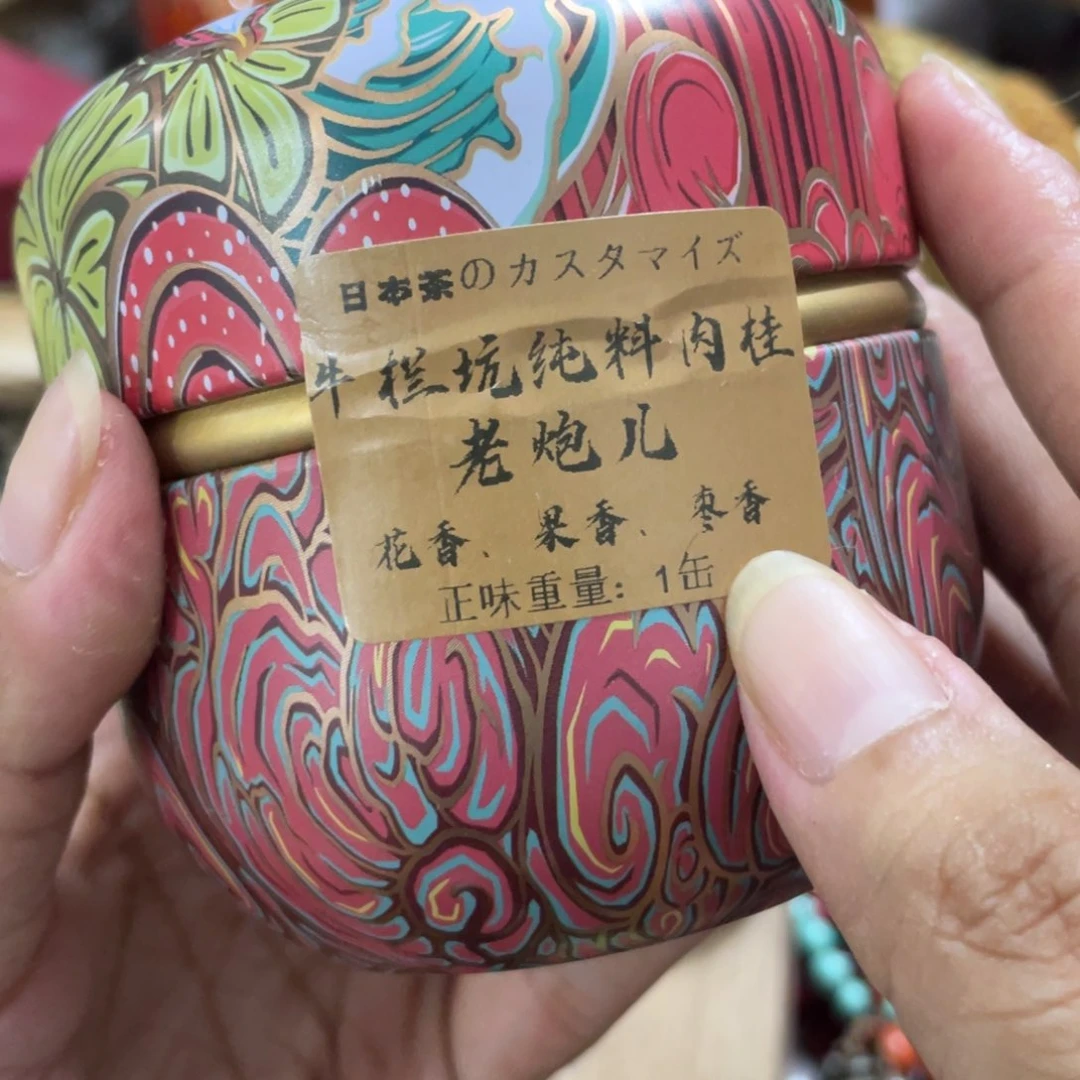 日本茶のカスタマイズ
牛栏坑纯料肉桂
老炮儿
花香、果香、枣香
正味重量: 1缶